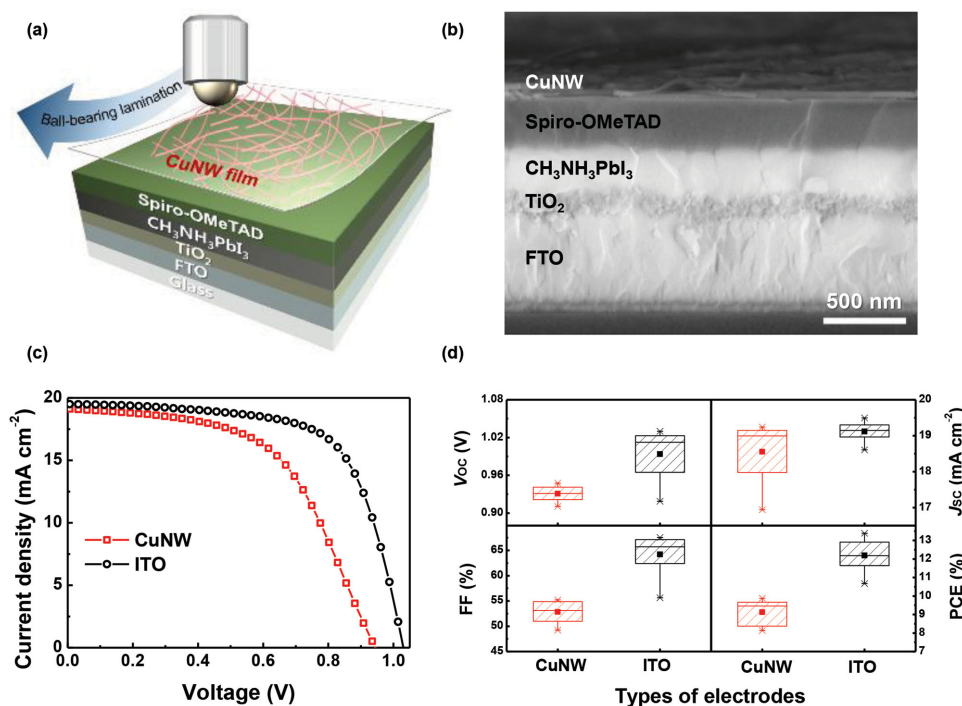 (a)
Ball-bearing lamination
CuNW film
Spiro-OMeTAD
CH₃NH₃PbI₃
TiO₂
FTO
Glass
(b)
CuNW
Spiro-OMeTAD
CH₃NH₃PbI₃
TiO₂
FTO
500 nm
(c)
20
15
10
5
0
0.0 0.2 0.4 0.6 0.8 1.0
Current density (mA cm⁻²)
Voltage (V)
CuNW
ITO
(d)
1.08
1.02
0.96
0.90
Voc (V)
20
19
18
17
Jsc (mA cm⁻²)
65
60
55
50
45
FF (%)
13
12
11
10
9
8
7
PCE (%)
CuNW ITO CuNW ITO
Types of electrodes